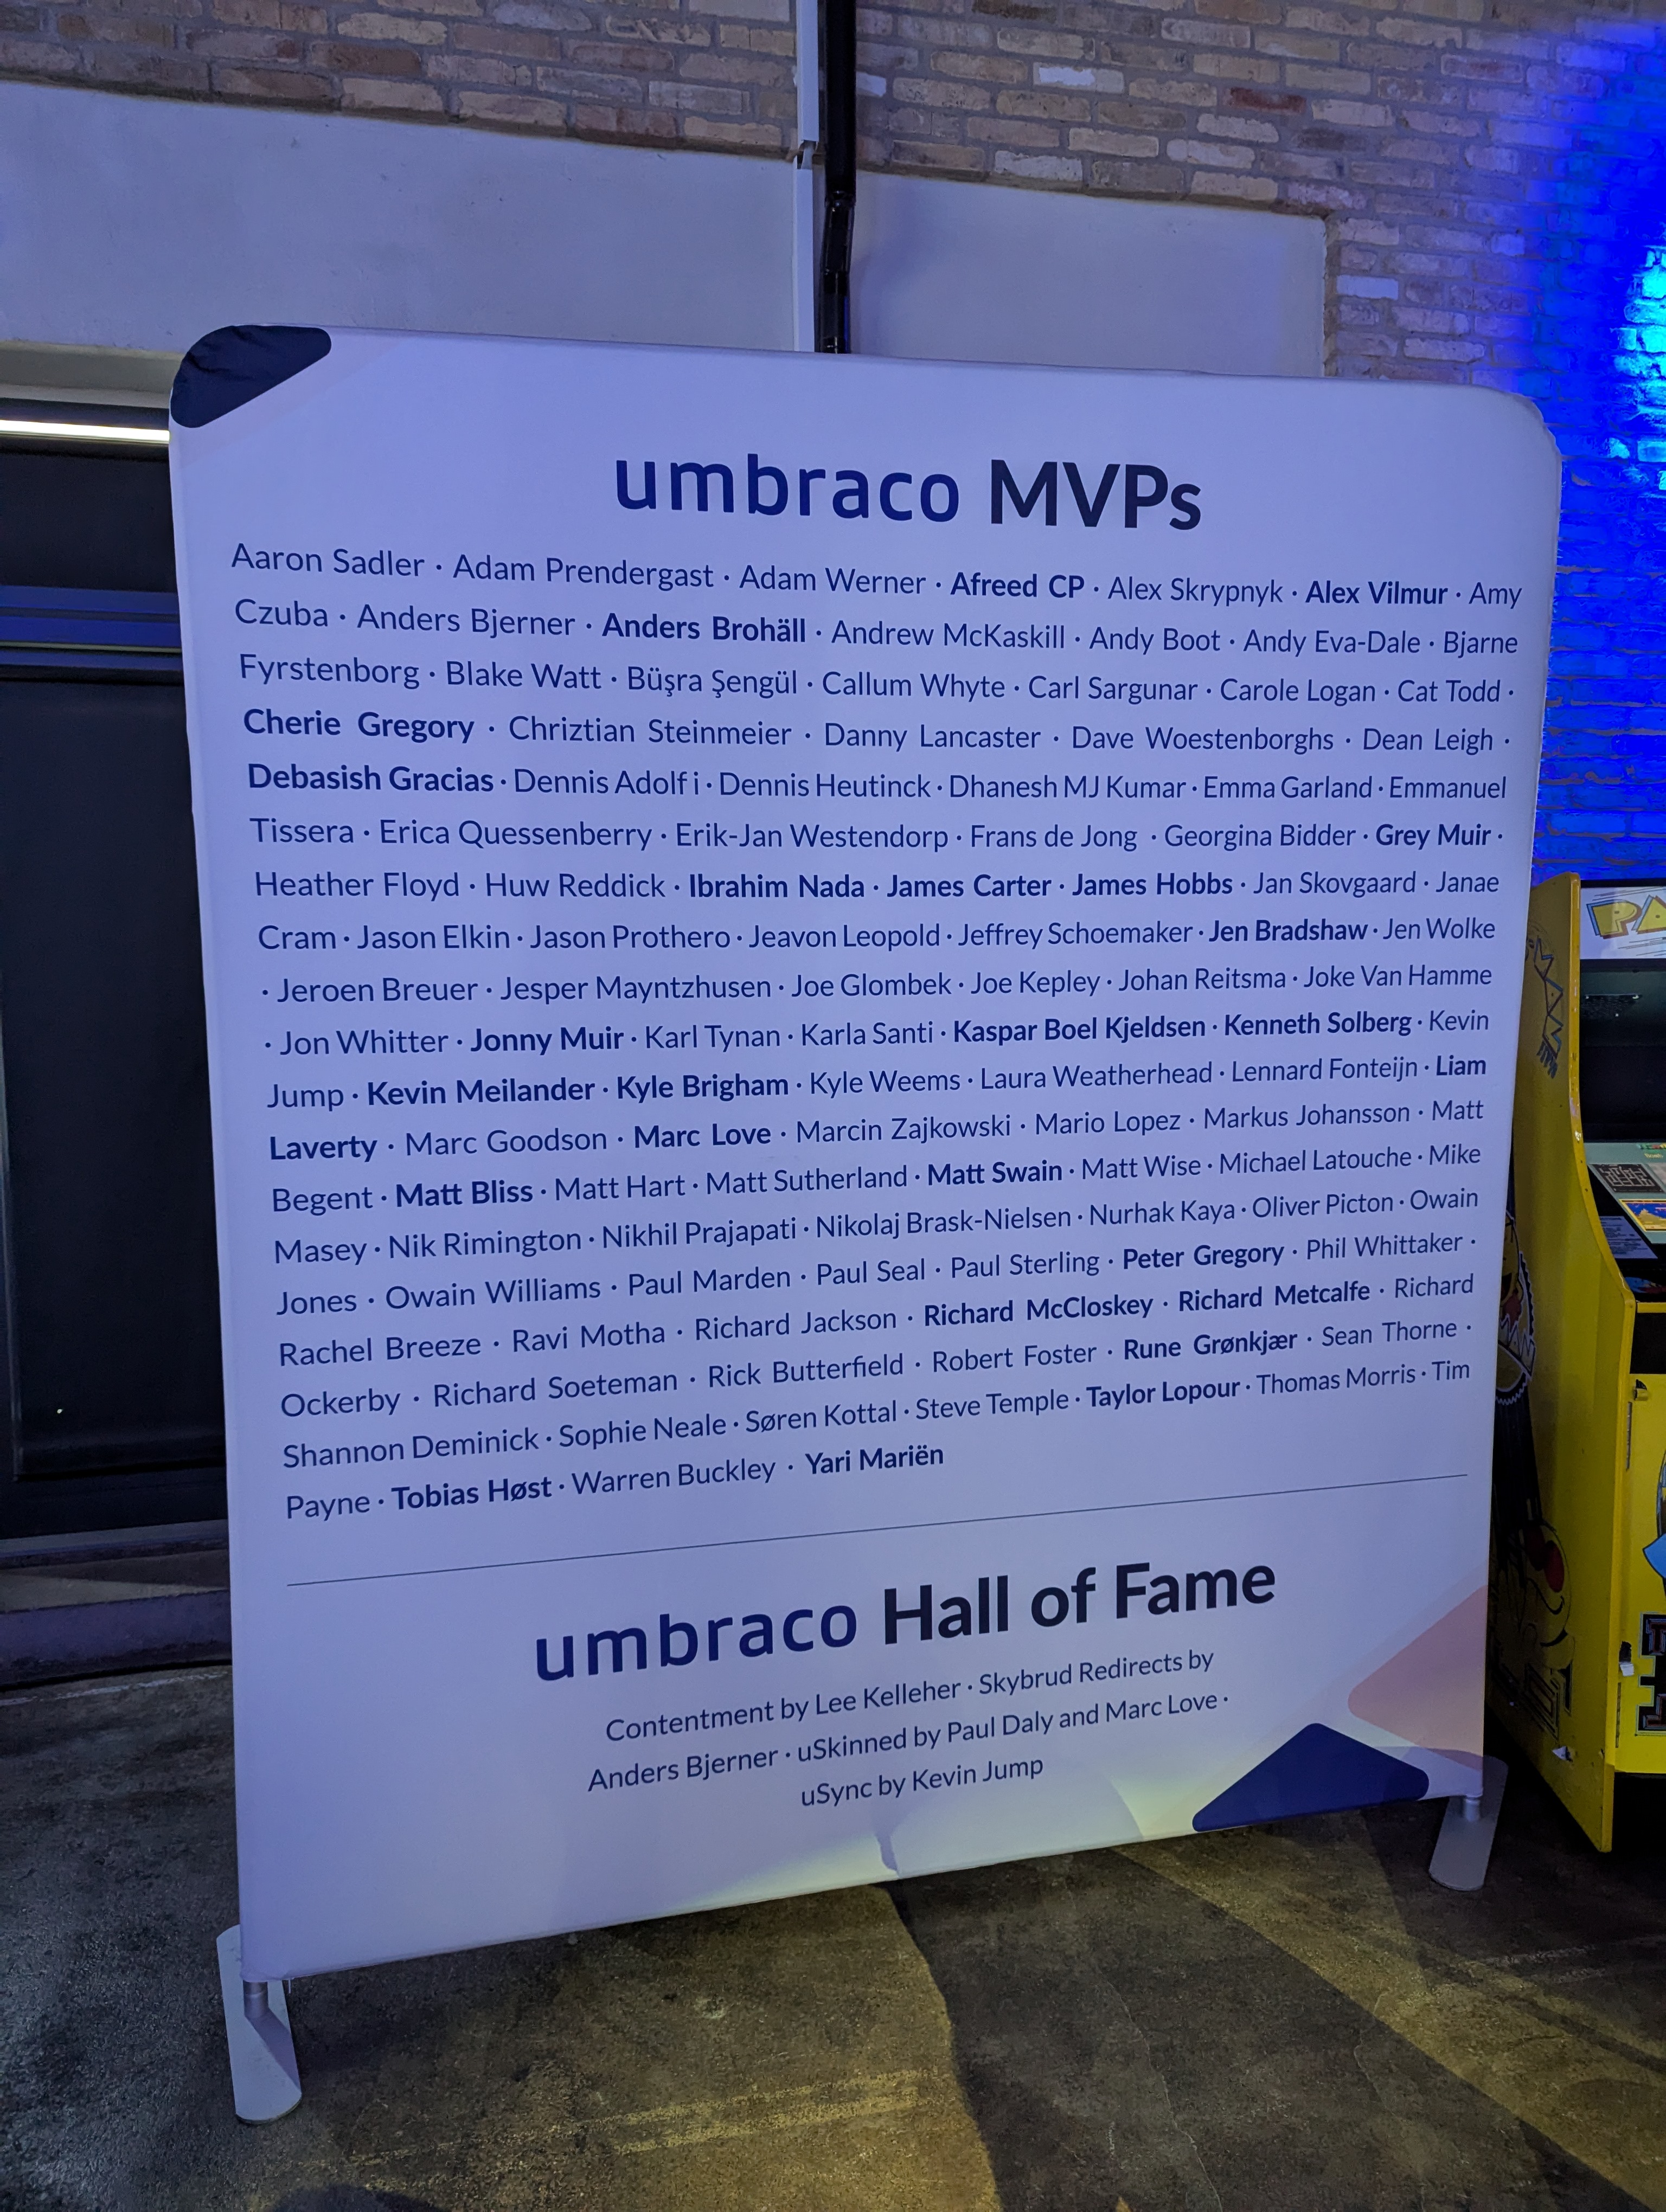 umbraco MVPs
Aaron Sadler · Adam Prendergast · Adam Werner · Afreed CP · Alex Skrypnyk · Alex Vilmur · Amy
Czuba · Anders Bjerner · Anders Brohäll · Andrew McKaskill · Andy Boot · Andy Eva-Dale · Bjarne
Fyrstenborg · Blake Watt · Büşra Şengül · Callum Whyte · Carl Sargunar · Carole Logan · Cat Todd ·
Cherie Gregory · Chriztian Steinmeier · Danny Lancaster · Dave Woestenborghs · Dean Leigh ·
Debasish Gracias · Dennis Adolfi · Dennis Heutinck · Dhanesh MJ Kumar · Emma Garland · Emmanuel
Tissera · Erica Quessenberry · Erik-Jan Westendorp · Frans de Jong · Georgina Bidder · Grey Muir ·
Heather Floyd · Huw Reddick · Ibrahim Nada · James Carter · James Hobbs · Jan Skovgaard · Janae
Cram · Jason Elkin · Jason Prothero · Jeavon Leopold · Jeffrey Schoemaker · Jen Bradshaw · Jen Wolke
· Jeroen Breuer · Jesper Mayntzhusen · Joe Glombek · Joe Kepley · Johan Reitsma · Joke Van Hamme
· Jon Whitter · Jonny Muir · Karl Tynan · Karla Santi · Kaspar Boel Kjeldsen · Kenneth Solberg · Kevin
Jump · Kevin Meilander · Kyle Brigham · Kyle Weems · Laura Weatherhead · Lennard Fonteijn · Liam
Laverty · Marc Goodson · Marc Love · Marcin Zajkowski · Mario Lopez · Markus Johansson · Matt
Begent · Matt Bliss · Matt Hart · Matt Sutherland · Matt Swain · Matt Wise · Michael Latouche · Mike
Masey · Nik Rimington · Nikhil Prajapati · Nikolaj Brask-Nielsen · Nurhak Kaya · Oliver Picton · Owain
Jones · Owain Williams · Paul Marden · Paul Seal · Paul Sterling · Peter Gregory · Phil Whittaker ·
Rachel Breeze · Ravi Motha · Richard Jackson · Richard McCloskey · Richard Metcalfe · Richard
Ockerby · Richard Soeteman · Rick Butterfield · Robert Foster · Rune Grønkjær · Sean Thorne ·
Shannon Deminick · Sophie Neale · Søren Kottal · Steve Temple · Taylor Lopour · Thomas Morris · Tim
Payne · Tobias Høst · Warren Buckley · Yari Mariën
umbraco Hall of Fame
Contentment by Lee Kelleher · Skybrud Redirects by
Anders Bjerner · uSkinned by Paul Daly and Marc Love ·
uSync by Kevin Jump